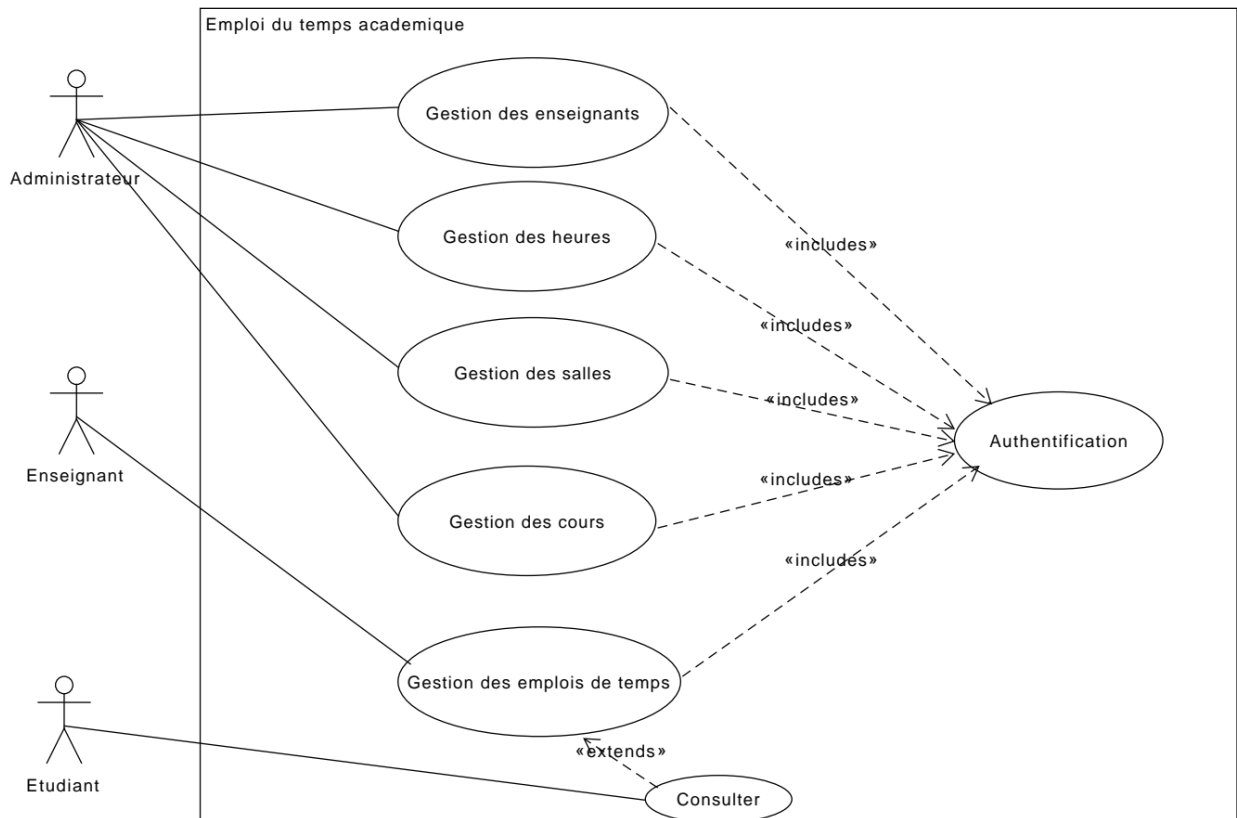 Emploi du temps academique
Gestion des enseignants
Administrateur
Gestion des heures
«includes»
«includes»
Gestion des salles
«includes»
Authentification
Enseignant
«includes»
Gestion des cours
«includes»
Gestion des emplois de temps
«extends»
Etudiant
Consulter